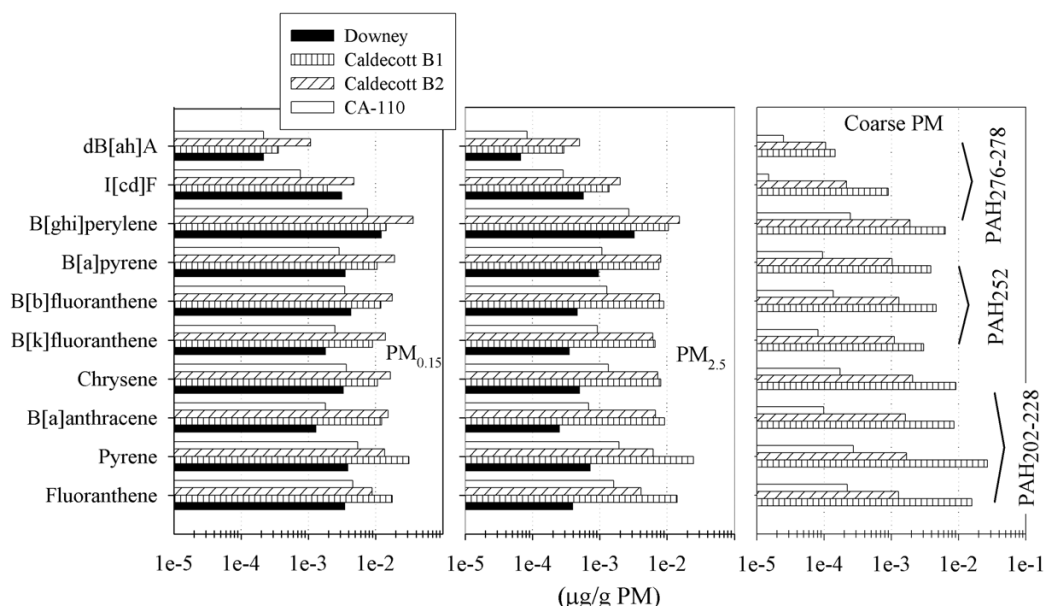 Downey
Caldecott B1
Caldecott B2
CA-110
dB[ah]A
I[cd]F
B[ghi]perylene
B[a]pyrene
B[b]fluoranthene
B[k]fluoranthene
Chrysene
B[a]anthracene
Pyrene
Fluoranthene
PM0.15
PM2.5
Coarse PM
PAH276-278
PAH252
PAH202-228
1e-5 1e-4 1e-3 1e-2
1e-5 1e-4 1e-3 1e-2
1e-5 1e-4 1e-3 1e-2 1e-1
(μg/g PM)